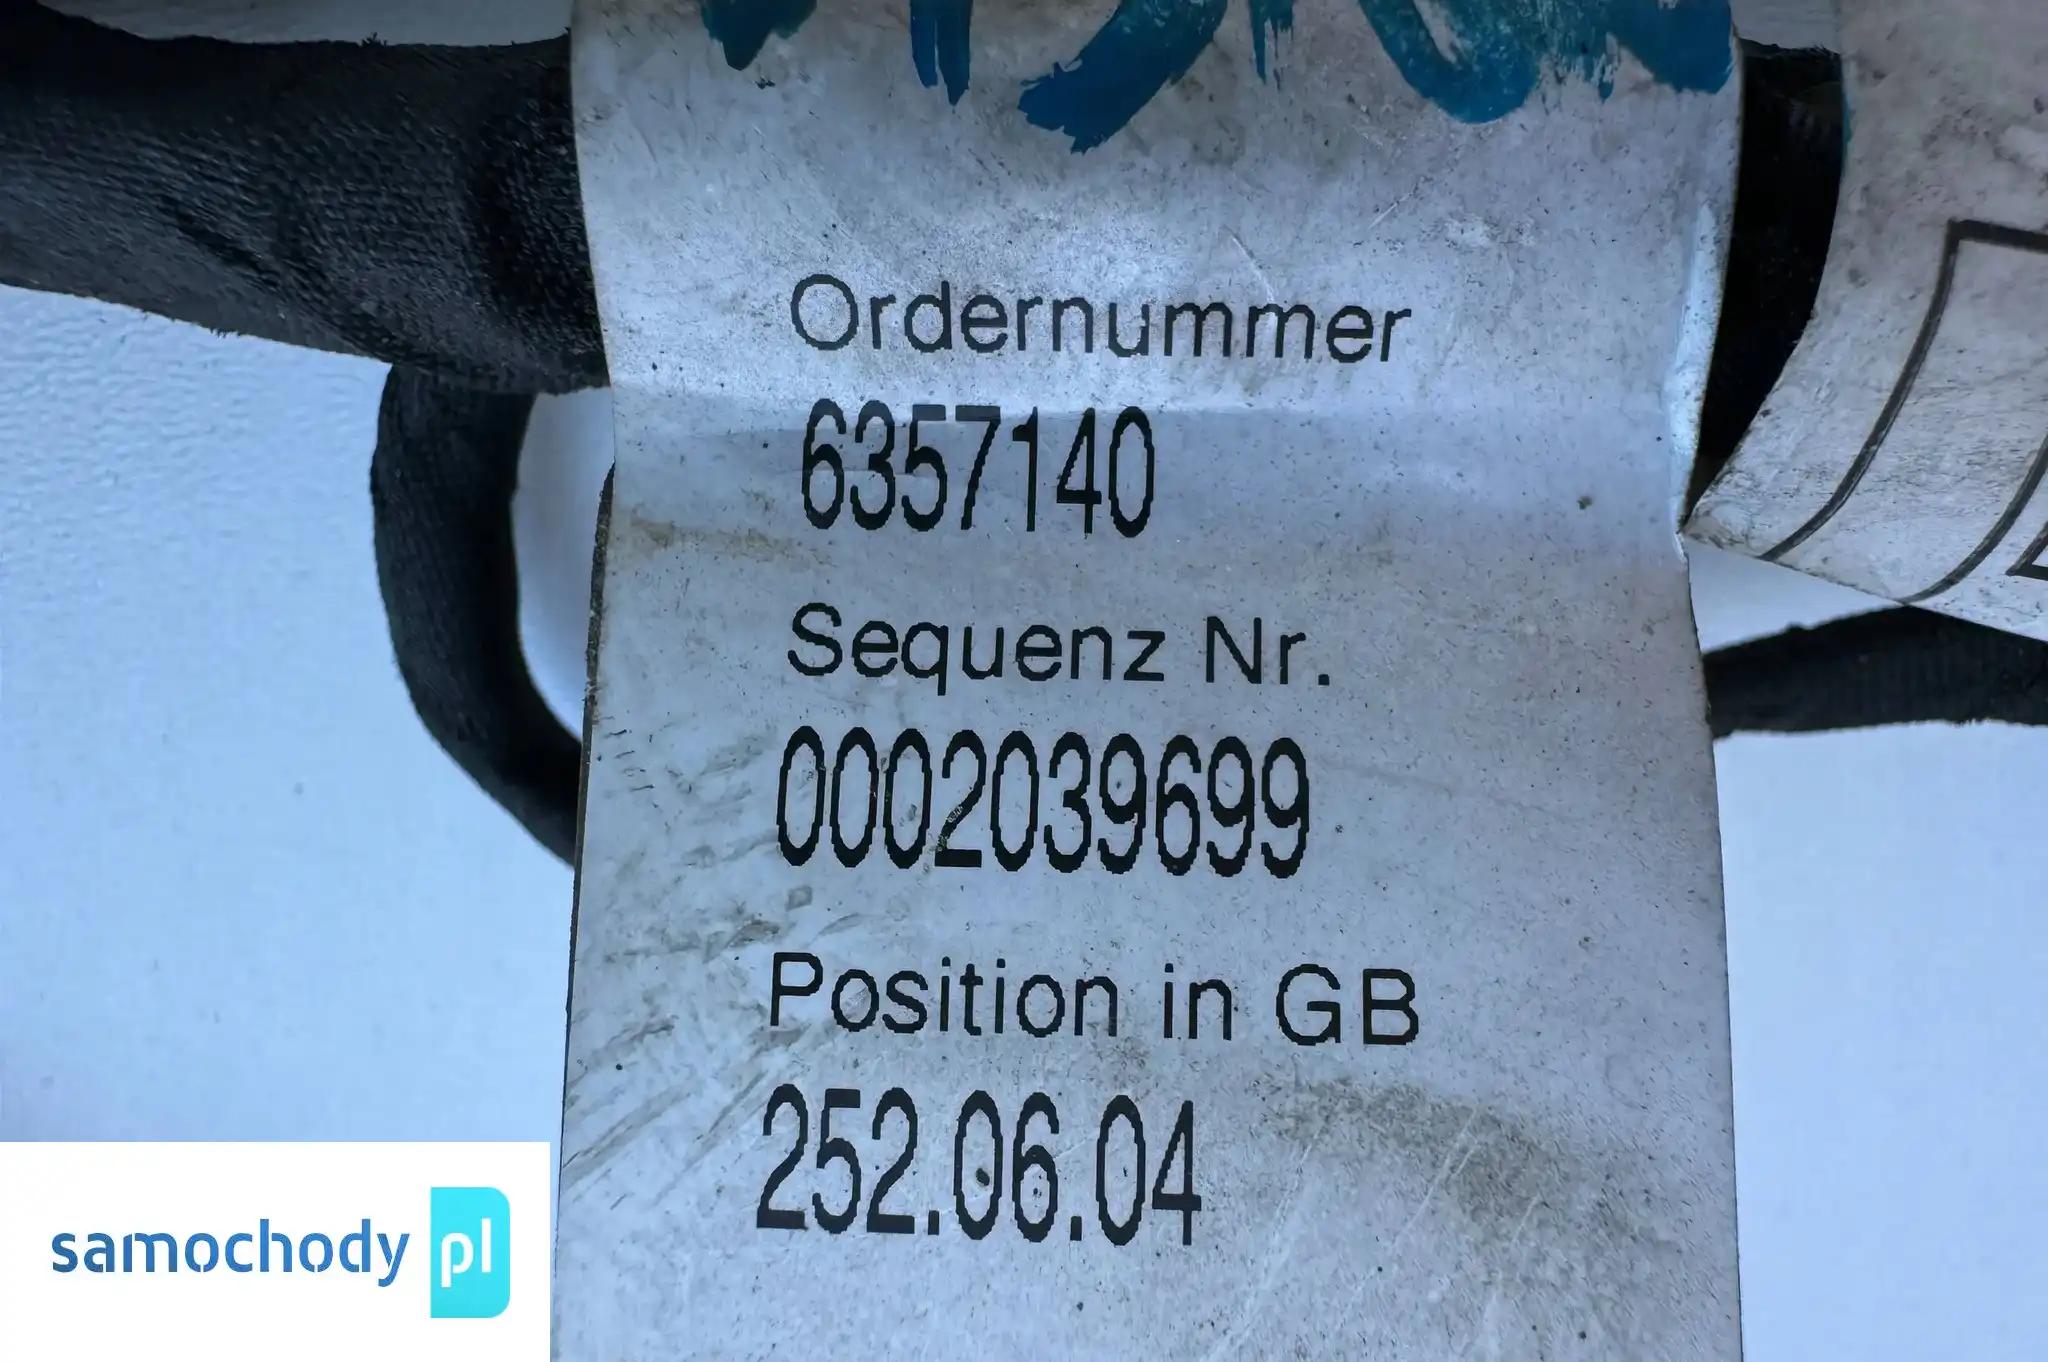 Ordernummer
6357140
Sequenz Nr.
0002039699
Position in GB
252.06.04
samochody pl